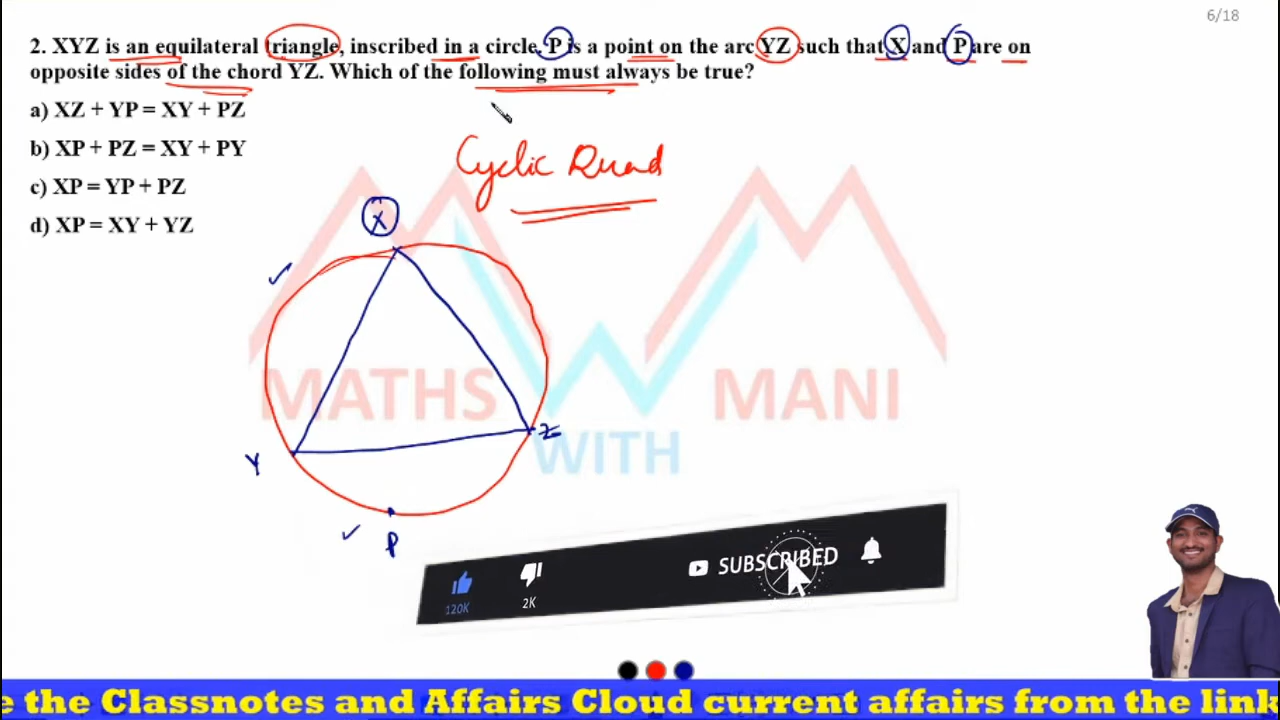 6/18
2. XYZ is an equilateral triangle, inscribed in a circle. P is a point on the arc YZ such that X and P are on
opposite sides of the chord YZ. Which of the following must always be true?
a) XZ + YP = XY + PZ
b) XP + PZ = XY + PY
c) XP = YP + PZ
d) XP = XY + YZ
Cyclic Quad
X
MATHS
MANI
WITH
Y
Z
P
SUBSCRIBED
120K
2K
e the Classnotes and Affairs Cloud current affairs from the link